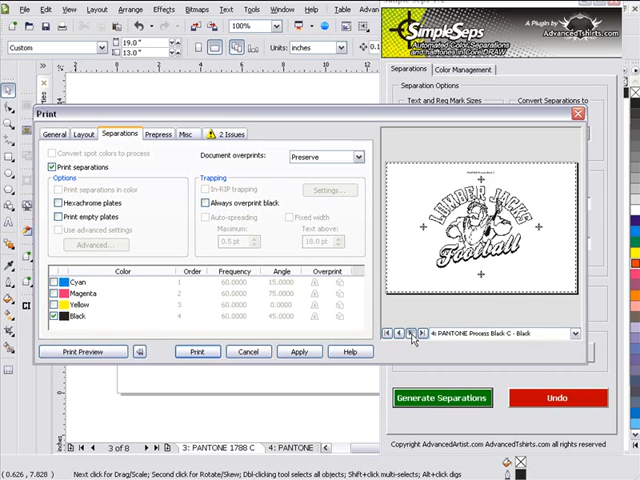 File Edit View Layout Arrange Effects Bitmaps
SimpleSeps
Automated Color Separations
and halftones in Corel DRAW
A Plugin by
AdvancedTshirts.com
100%
Custom
19.0"
13.0"
Units: inches
0.1
Separations
Color Management
Separation Options
Text and Reg Mark Sizes
Convert Separations to
Print
General
Layout
Separations
Prepress
Misc
2 Issues
Convert spot colors to process
Print separations
Document overprints:
Preserve
Options
Print separations in color
Hexachrome plates
Print empty plates
Use advanced settings
Advanced...
Trapping
In-RIP trapping
Settings...
Always overprint black
Auto-spreading
Fixed width
Maximum:
Text above:
0.5 pt
18.0 pt
Color
Order
Frequency
Angle
Overprint
Cyan 1 60.0000 15.0000
Magenta 2 60.0000 75.0000
Yellow 3 60.0000 0.0000
Black 4 60.0000 45.0000
LUMBER JACKS
Football
4: PANTONE Process Black C - Black
Print Preview
Print
Cancel
Apply
Help
Generate Separations
Undo
Copyright AdvancedArtist.com AdvancedTshirts.com all rights reserved
3 of 8
3: PANTONE 1788 C
4: PANTONE
(0.626, 7.828)
Next click for Drag/Scale; Second click for Rotate/Skew; Dbl-clicking tool selects all objects; Shift+click multi-selects; Alt+click digs